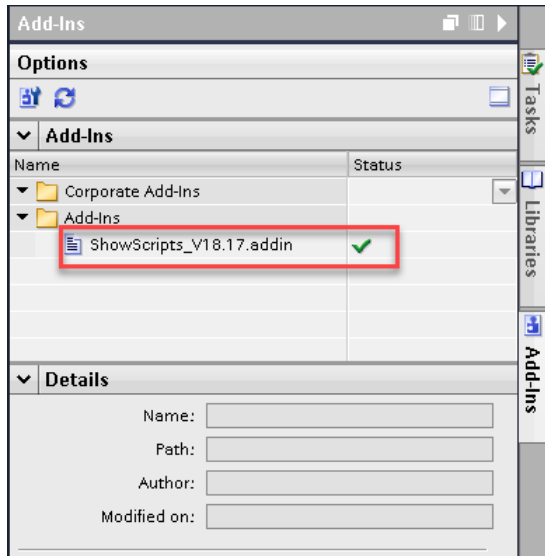 Add-Ins
Options
Add-Ins
Name Status
Corporate Add-Ins
Add-Ins
ShowScripts_V18.17.addin
Details
Name:
Path:
Author:
Modified on:
Tasks
Libraries
Add-Ins